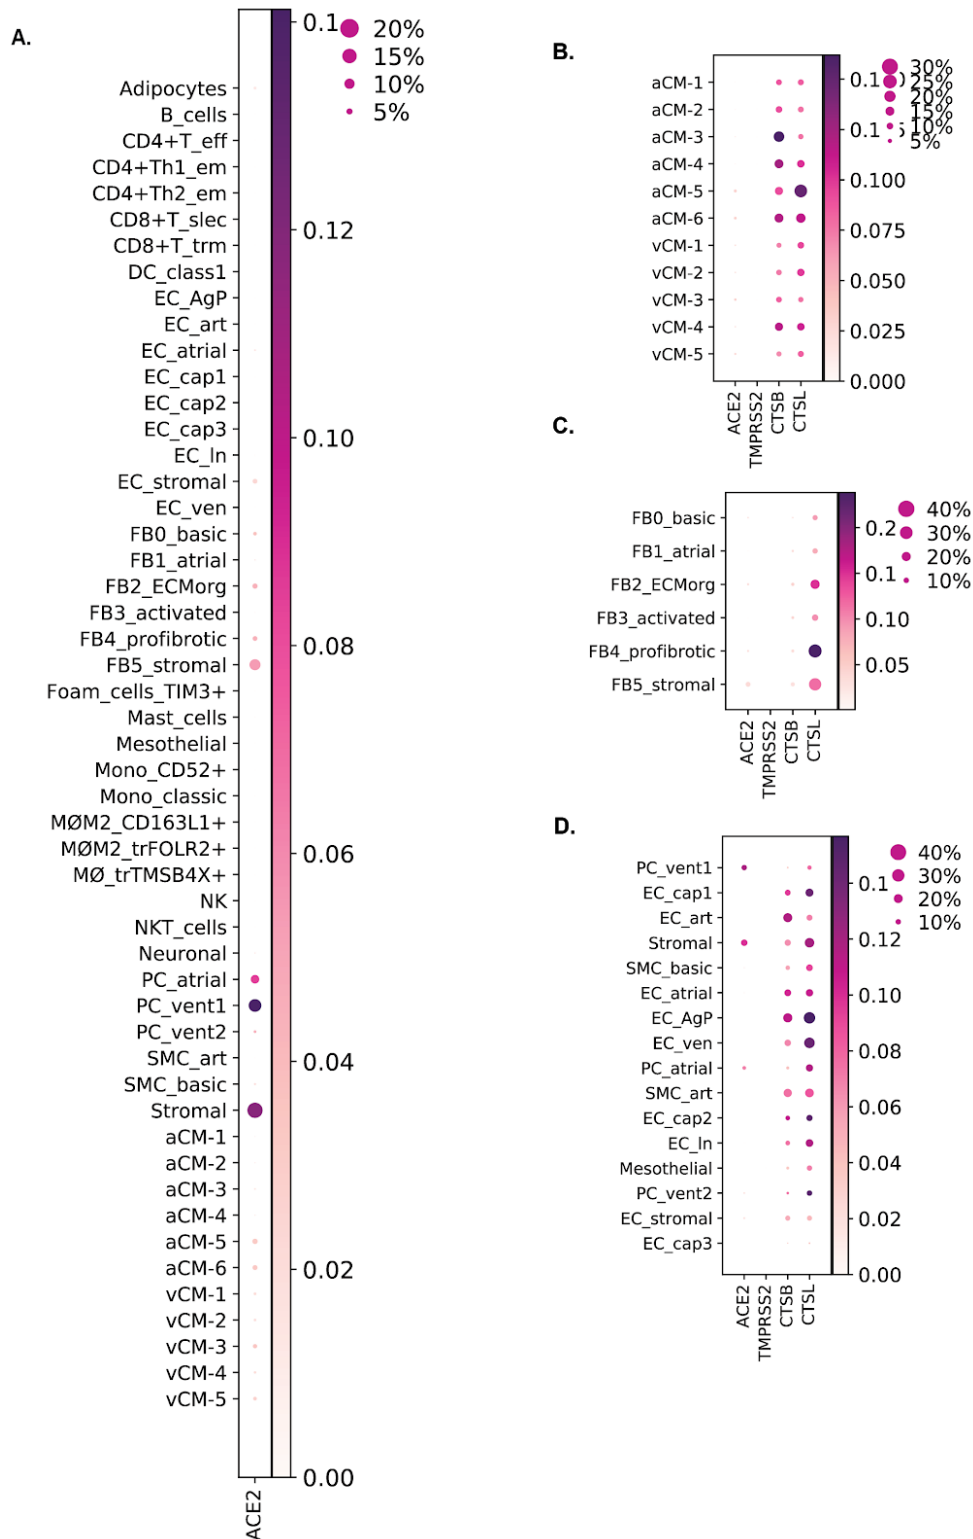 A.
0.1
20%
15%
10%
5%
Adipocytes
B_cells
CD4+T_eff
CD4+Th1_em
CD4+Th2_em
CD8+T_slec
CD8+T_trm
DC_class1
EC_AgP
EC_art
EC_atrial
EC_cap1
EC_cap2
EC_cap3
EC_ln
EC_stromal
EC_ven
FB0_basic
FB1_atrial
FB2_ECMorg
FB3_activated
FB4_profibrotic
FB5_stromal
Foam_cells_TIM3+
Mast_cells
Mesothelial
Mono_CD52+
Mono_classic
MØM2_CD163L1+
MØM2_trFOLR2+
MØ_trTMSB4X+
NK
NKT_cells
Neuronal
PC_atrial
PC_vent1
PC_vent2
SMC_art
SMC_basic
Stromal
aCM-1
aCM-2
aCM-3
aCM-4
aCM-5
aCM-6
vCM-1
vCM-2
vCM-3
vCM-4
vCM-5
0.12
0.10
0.08
0.06
0.04
0.02
0.00
ACE2
B.
aCM-1
aCM-2
aCM-3
aCM-4
aCM-5
aCM-6
vCM-1
vCM-2
vCM-3
vCM-4
vCM-5
30%
25%
20%
15%
10%
5%
0.100
0.075
0.050
0.025
0.000
ACE2
TMPRSS2
CTSB
CTSL
C.
FB0_basic
FB1_atrial
FB2_ECMorg
FB3_activated
FB4_profibrotic
FB5_stromal
0.2
0.1
0.10
0.05
40%
30%
20%
10%
ACE2
TMPRSS2
CTSB
CTSL
D.
PC_vent1
EC_cap1
EC_art
Stromal
SMC_basic
EC_atrial
EC_AgP
EC_ven
PC_atrial
SMC_art
EC_cap2
EC_ln
Mesothelial
PC_vent2
EC_stromal
EC_cap3
0.1
0.12
0.10
0.08
0.06
0.04
0.02
0.00
40%
30%
20%
10%
ACE2
TMPRSS2
CTSB
CTSL